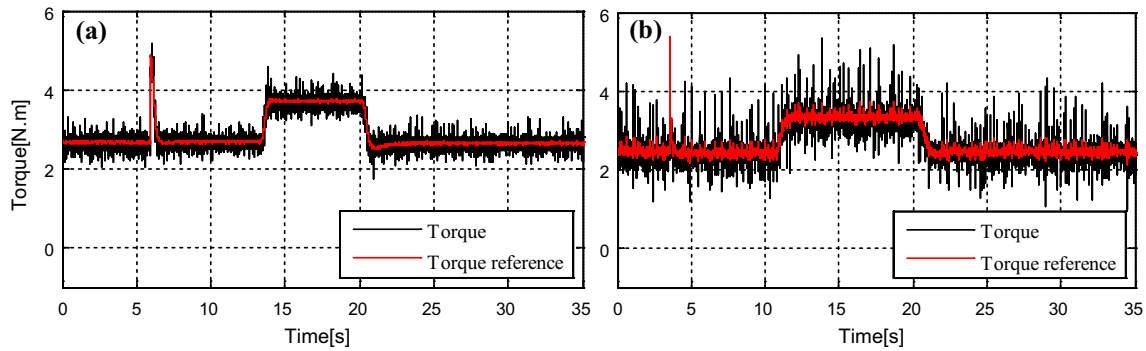 (a)
6
4
2
0
Torque[N.m]
Torque
Torque reference
0 5 10 15 20 25 30 35
Time[s]
(b)
6
4
2
0
Torque
Torque reference
0 5 10 15 20 25 30 35
Time[s]